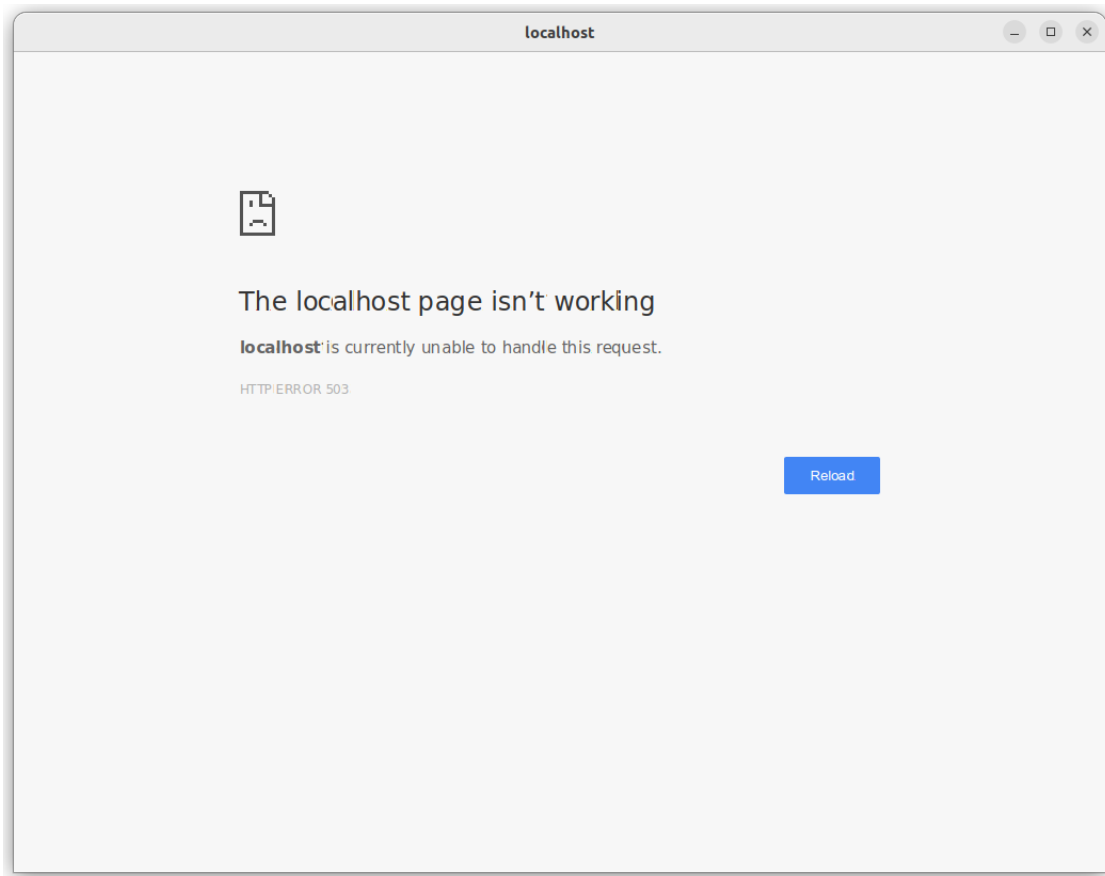 localhost
The localhost page isn’t working
localhost is currently unable to handle this request.
HTTP ERROR 503
Reload